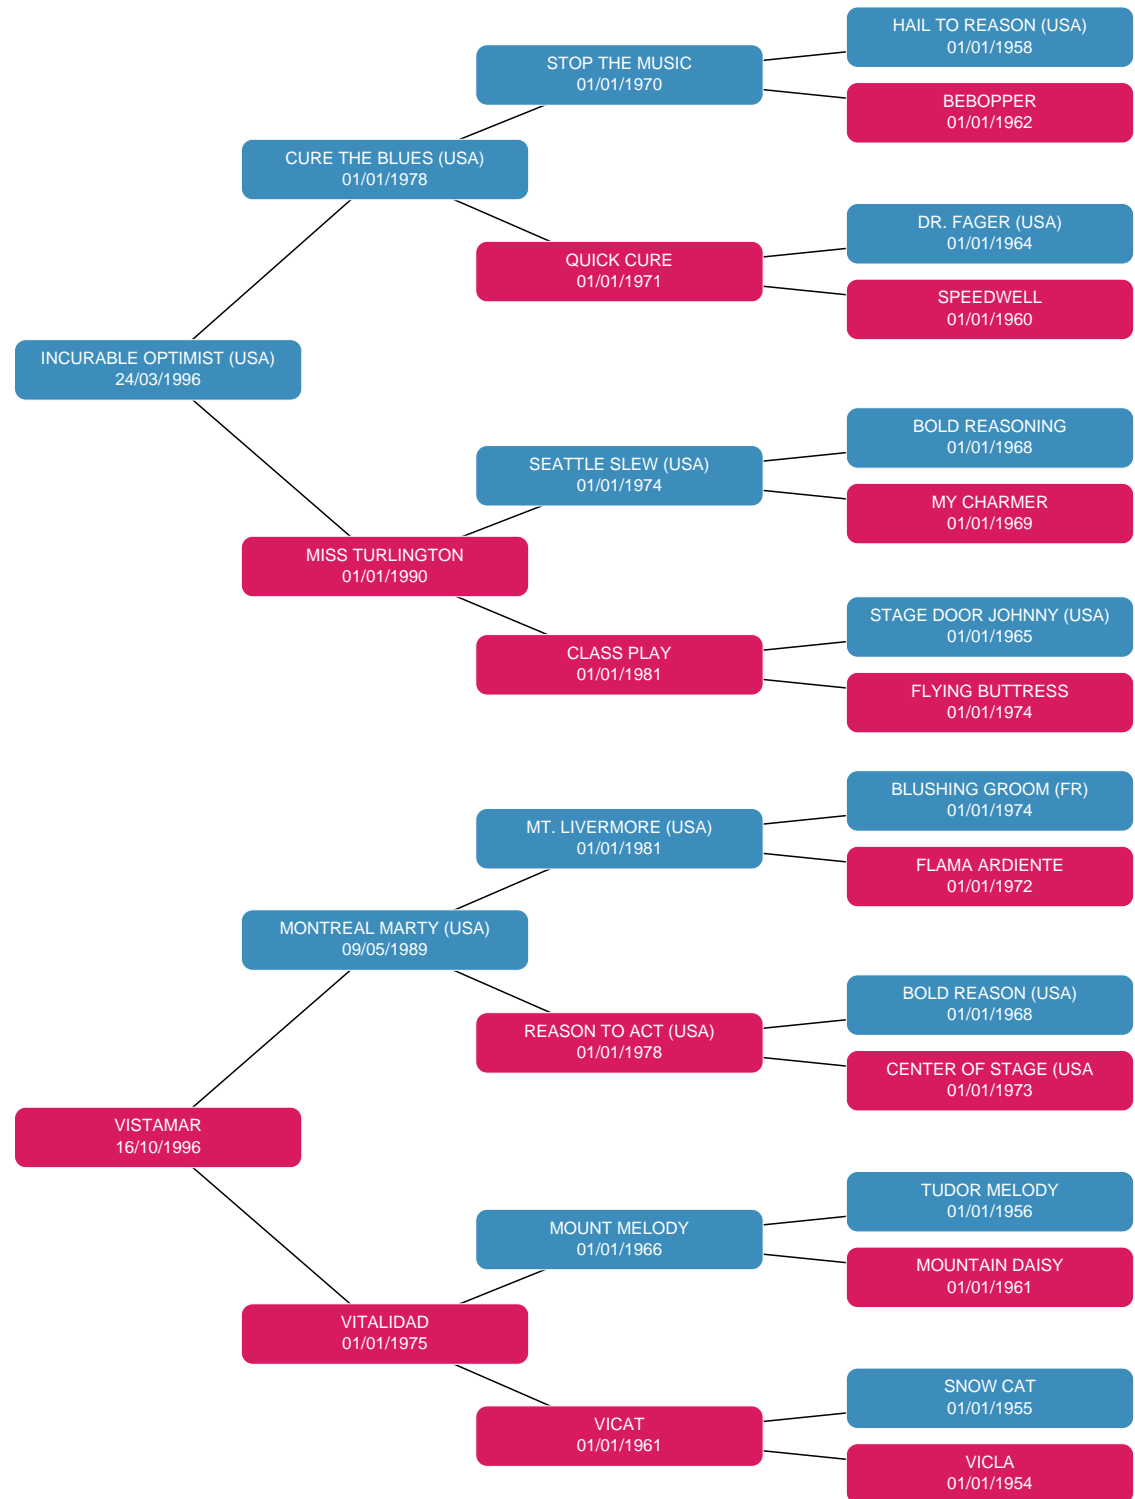 HAIL TO REASON (USA)
01/01/1958
STOP THE MUSIC
01/01/1970
BEBOPPER
01/01/1962
CURE THE BLUES (USA)
01/01/1978
DR. FAGER (USA)
01/01/1964
QUICK CURE
01/01/1971
SPEEDWELL
01/01/1960
INCURABLE OPTIMIST (USA)
24/03/1996
BOLD REASONING
01/01/1968
SEATTLE SLEW (USA)
01/01/1974
MY CHARMER
01/01/1969
MISS TURLINGTON
01/01/1990
STAGE DOOR JOHNNY (USA)
01/01/1965
CLASS PLAY
01/01/1981
FLYING BUTTRESS
01/01/1974
BLUSHING GROOM (FR)
01/01/1974
MT. LIVERMORE (USA)
01/01/1981
FLAMA ARDIENTE
01/01/1972
MONTREAL MARTY (USA)
09/05/1989
BOLD REASON (USA)
01/01/1968
REASON TO ACT (USA)
01/01/1978
CENTER OF STAGE (USA
01/01/1973
VISTAMAR
16/10/1996
TUDOR MELODY
01/01/1956
MOUNT MELODY
01/01/1966
MOUNTAIN DAISY
01/01/1961
VITALIDAD
01/01/1975
SNOW CAT
01/01/1955
VICAT
01/01/1961
VICLA
01/01/1954